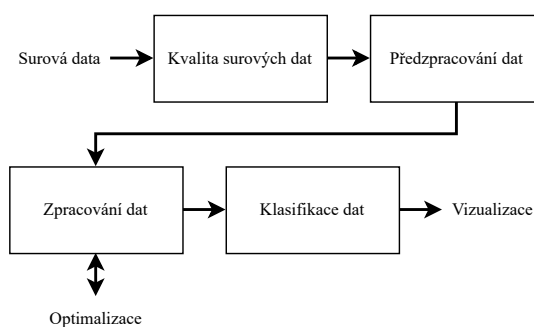 Surová data
Kvalita surových dat
Předzpracování dat
Zpracování dat
Klasifikace dat
Vizualizace
Optimalizace